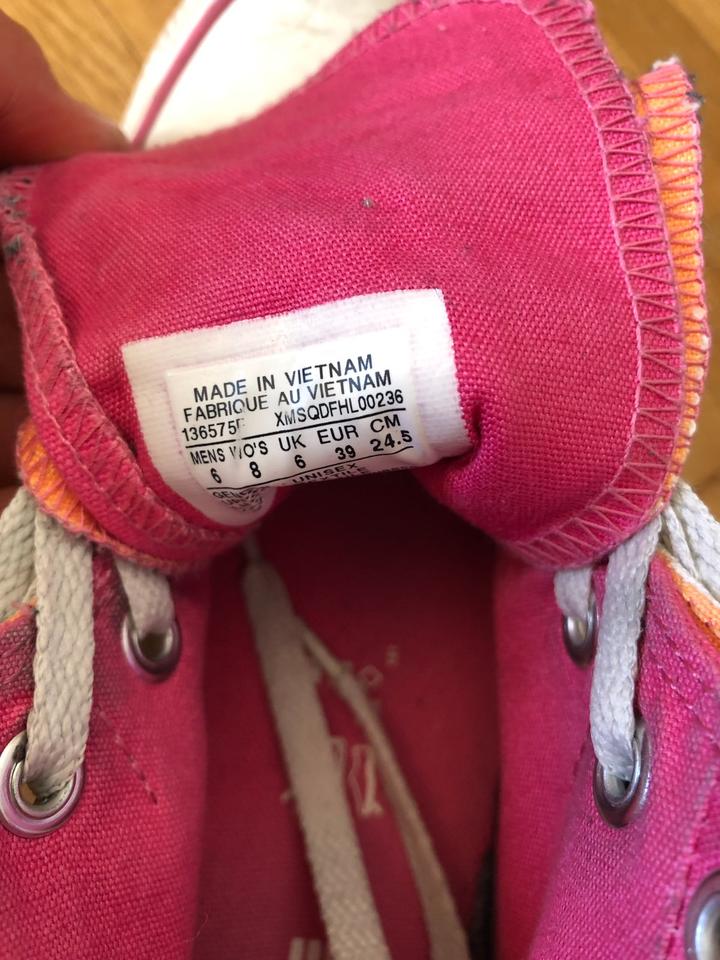 MADE IN VIETNAM
FABRIQUE AU VIETNAM
136575F XMSQDFHL00236
MENS WO'S UK EUR CM
6 8 6 39 24.5
UNISEX